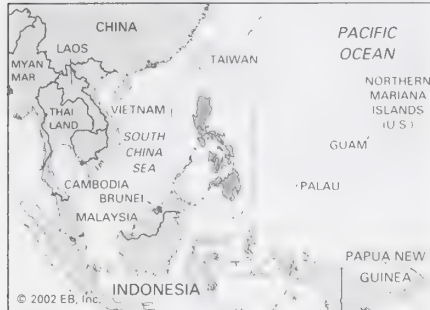 CHINA
PACIFIC
OCEAN
LAOS
TAIWAN
MYAN
MAR
NORTHERN
MARIANA
ISLANDS
(U S )
THAI
LAND
VIETNAM
SOUTH
CHINA
SEA
GUAM
CAMBODIA
PALAU
BRUNEI
MALAYSIA
PAPUA NEW
GUINEA
INDONESIA
© 2002 EB, Inc.